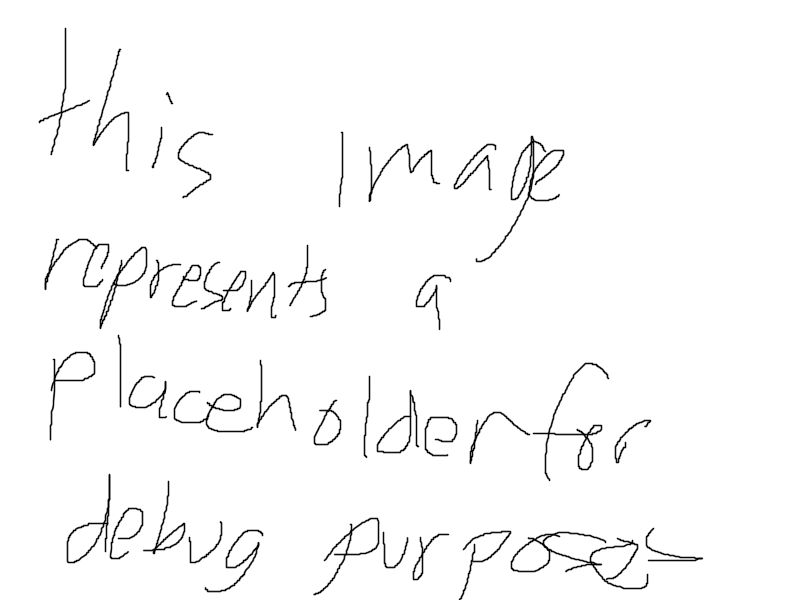 this image
represents a
placeholder for
debug purposes